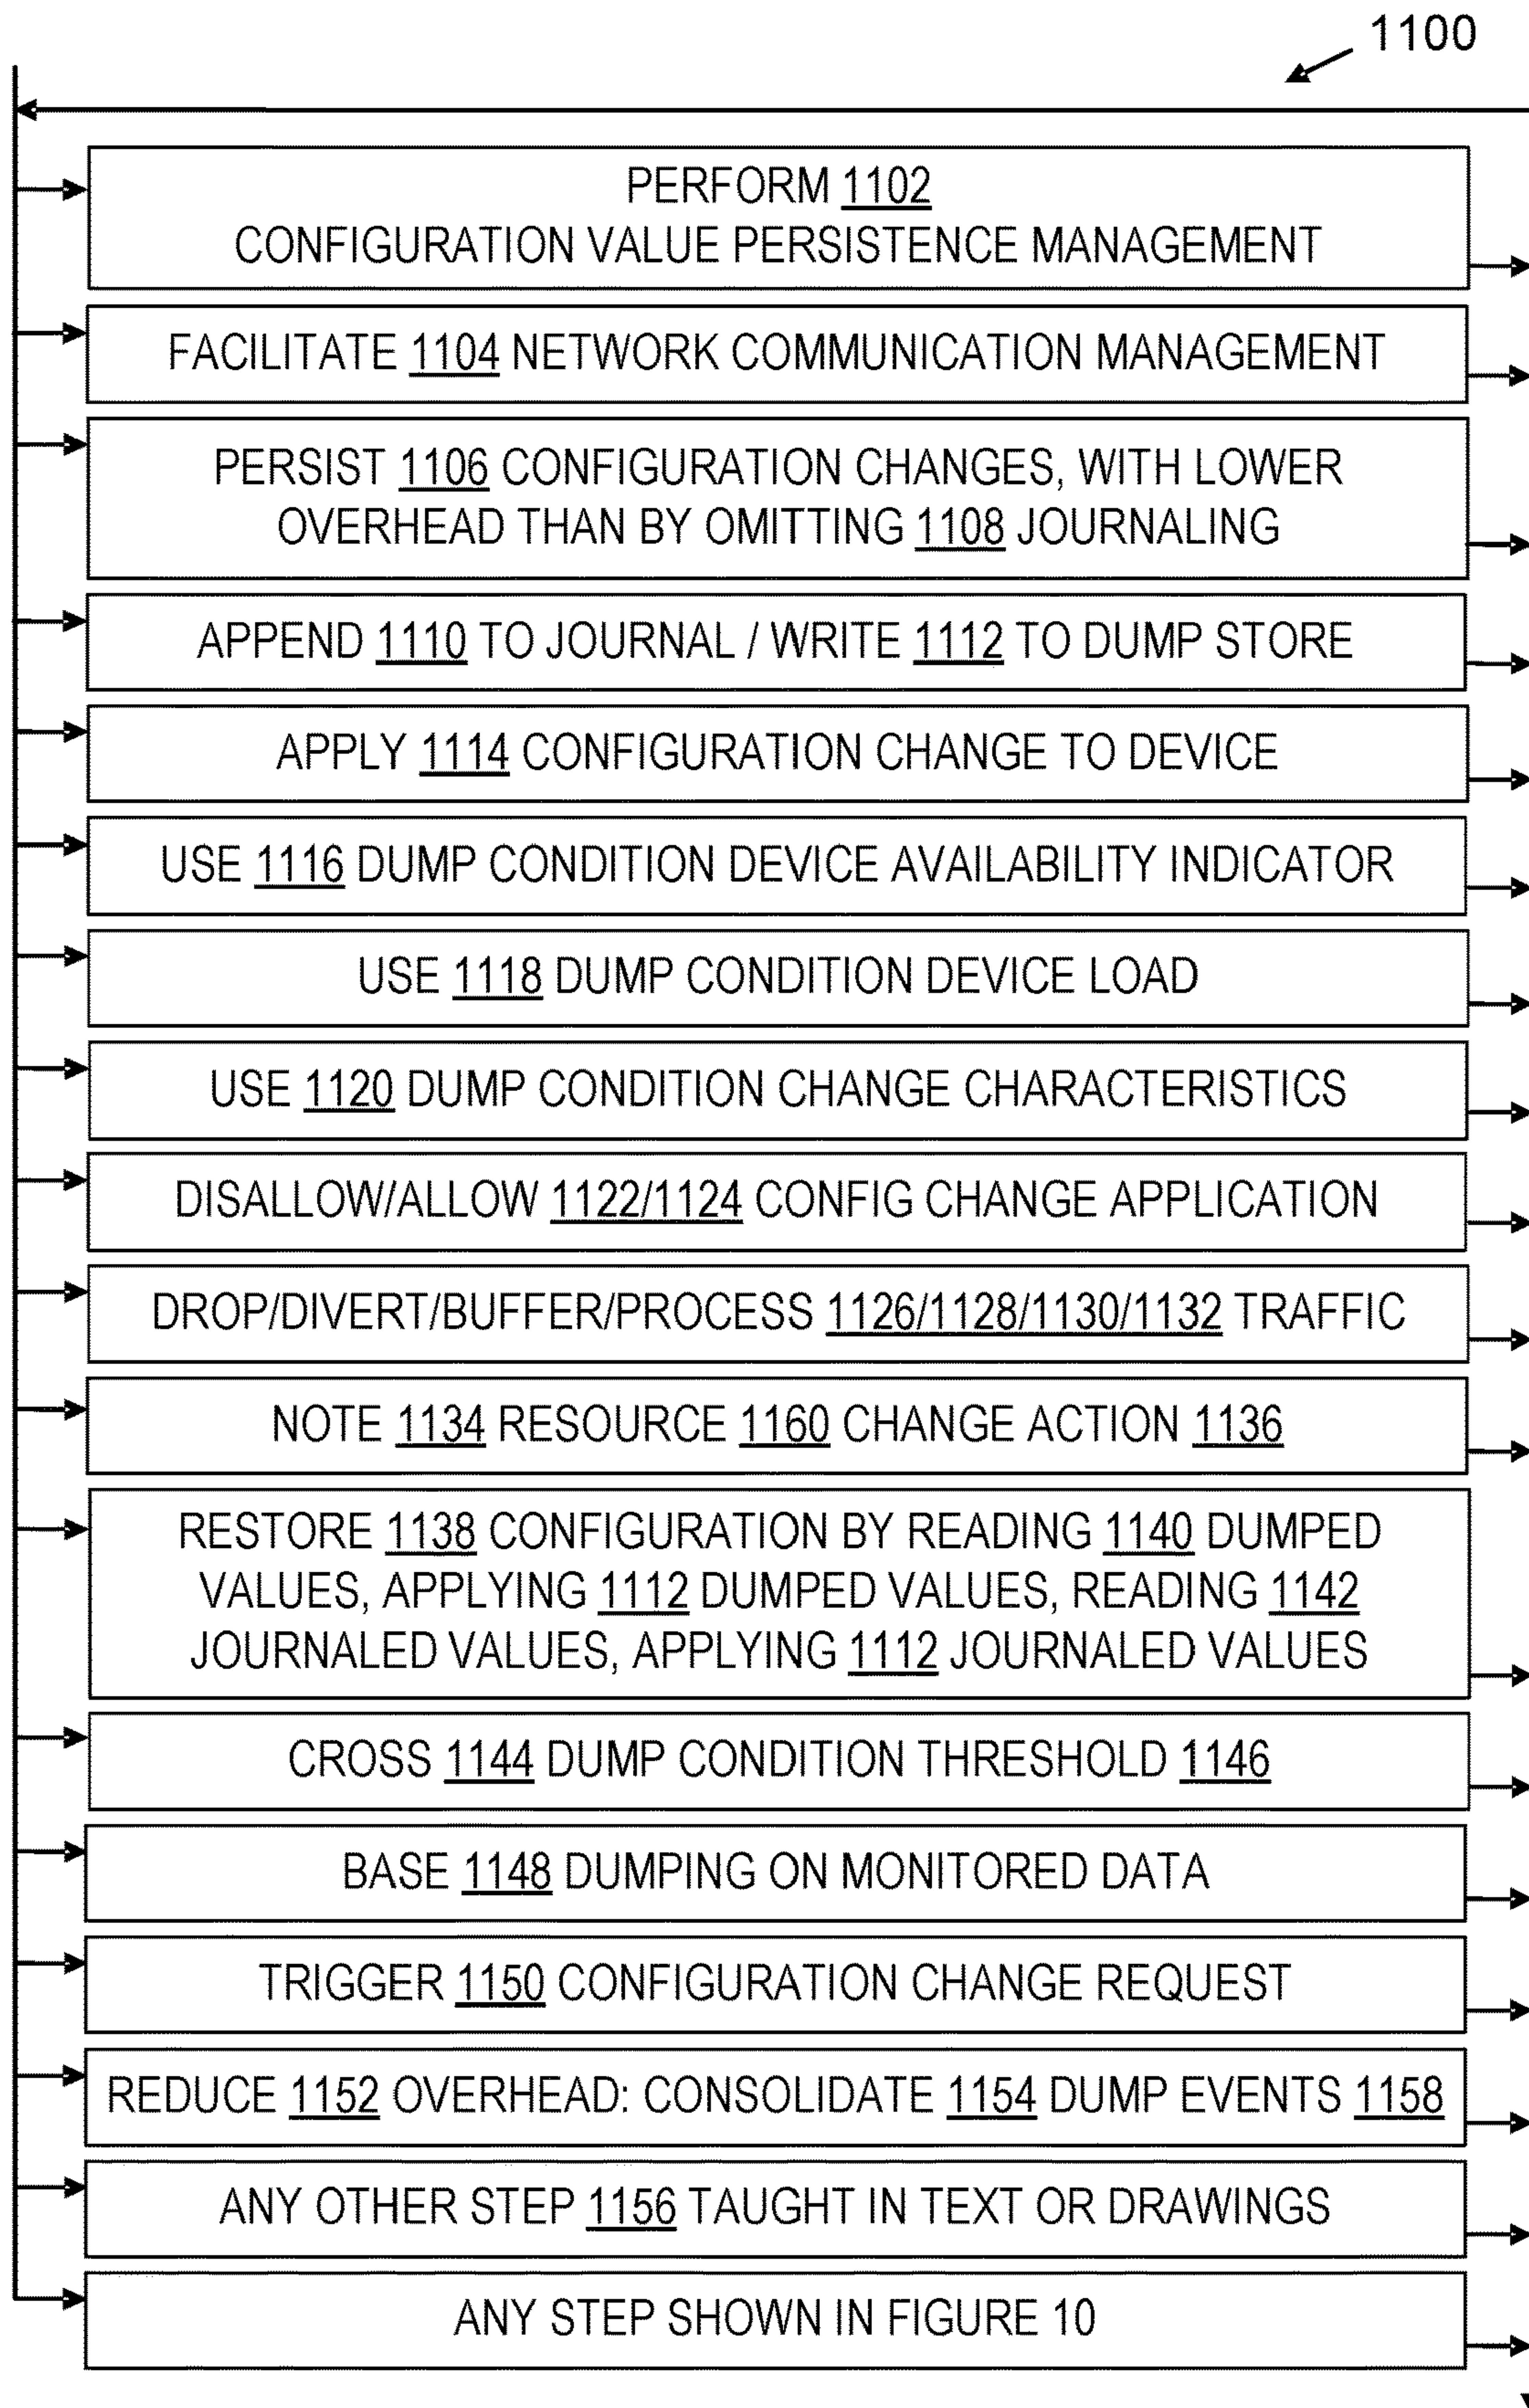 1100
PERFORM 1102
CONFIGURATION VALUE PERSISTENCE MANAGEMENT
FACILITATE 1104 NETWORK COMMUNICATION MANAGEMENT
PERSIST 1106 CONFIGURATION CHANGES, WITH LOWER
OVERHEAD THAN BY OMITTING 1108 JOURNALING
APPEND 1110 TO JOURNAL / WRITE 1112 TO DUMP STORE
APPLY 1114 CONFIGURATION CHANGE TO DEVICE
USE 1116 DUMP CONDITION DEVICE AVAILABILITY INDICATOR
USE 1118 DUMP CONDITION DEVICE LOAD
USE 1120 DUMP CONDITION CHANGE CHARACTERISTICS
DISALLOW/ALLOW 1122/1124 CONFIG CHANGE APPLICATION
DROP/DIVERT/BUFFER/PROCESS 1126/1128/1130/1132 TRAFFIC
NOTE 1134 RESOURCE 1160 CHANGE ACTION 1136
RESTORE 1138 CONFIGURATION BY READING 1140 DUMPED
VALUES, APPLYING 1112 DUMPED VALUES, READING 1142
JOURNALED VALUES, APPLYING 1112 JOURNALED VALUES
CROSS 1144 DUMP CONDITION THRESHOLD 1146
BASE 1148 DUMPING ON MONITORED DATA
TRIGGER 1150 CONFIGURATION CHANGE REQUEST
REDUCE 1152 OVERHEAD: CONSOLIDATE 1154 DUMP EVENTS 1158
ANY OTHER STEP 1156 TAUGHT IN TEXT OR DRAWINGS
ANY STEP SHOWN IN FIGURE 10